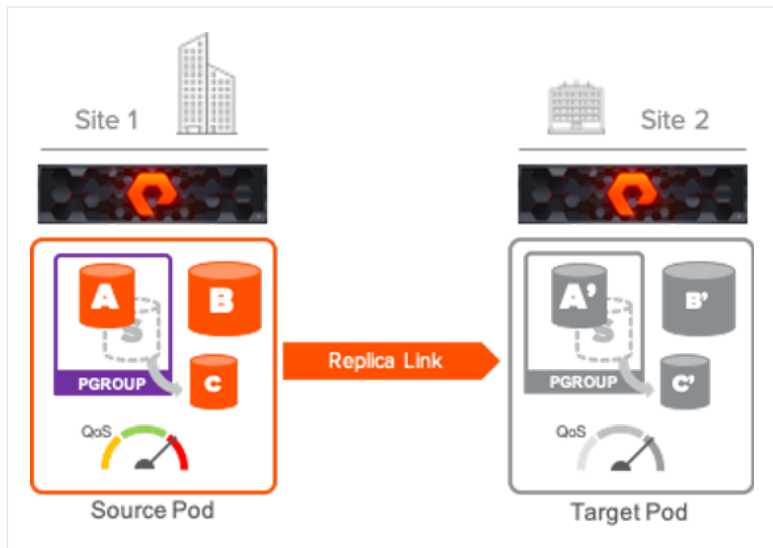 Site 1
Site 2
A
S
B
PGROUP
C
QoS
Source Pod
Replica Link
A'
S
B'
PGROUP
C'
QoS
Target Pod